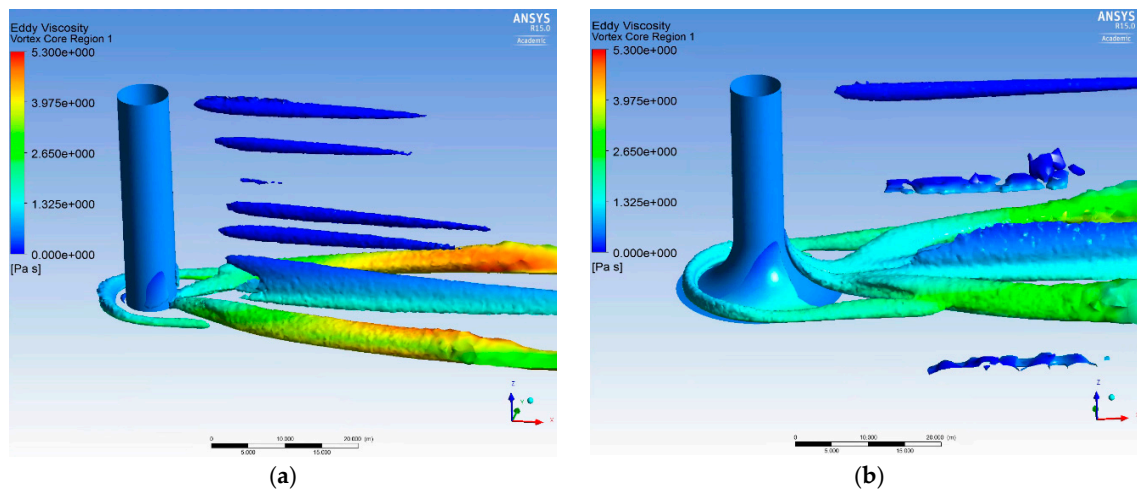 Eddy Viscosity
Vortex Core Region 1
5.300e+000
3.975e+000
2.650e+000
1.325e+000
0.000e+000
[Pa s]
ANSYS
R15.0
Academic
Z
Y
X
0 10.000 20.000 (m)
5.000 15.000
(a)
Eddy Viscosity
Vortex Core Region 1
5.300e+000
3.975e+000
2.650e+000
1.325e+000
0.000e+000
[Pa s]
ANSYS
R15.0
Academic
Z
X
0 10.000 20.000 (m)
5.000 15.000
(b)